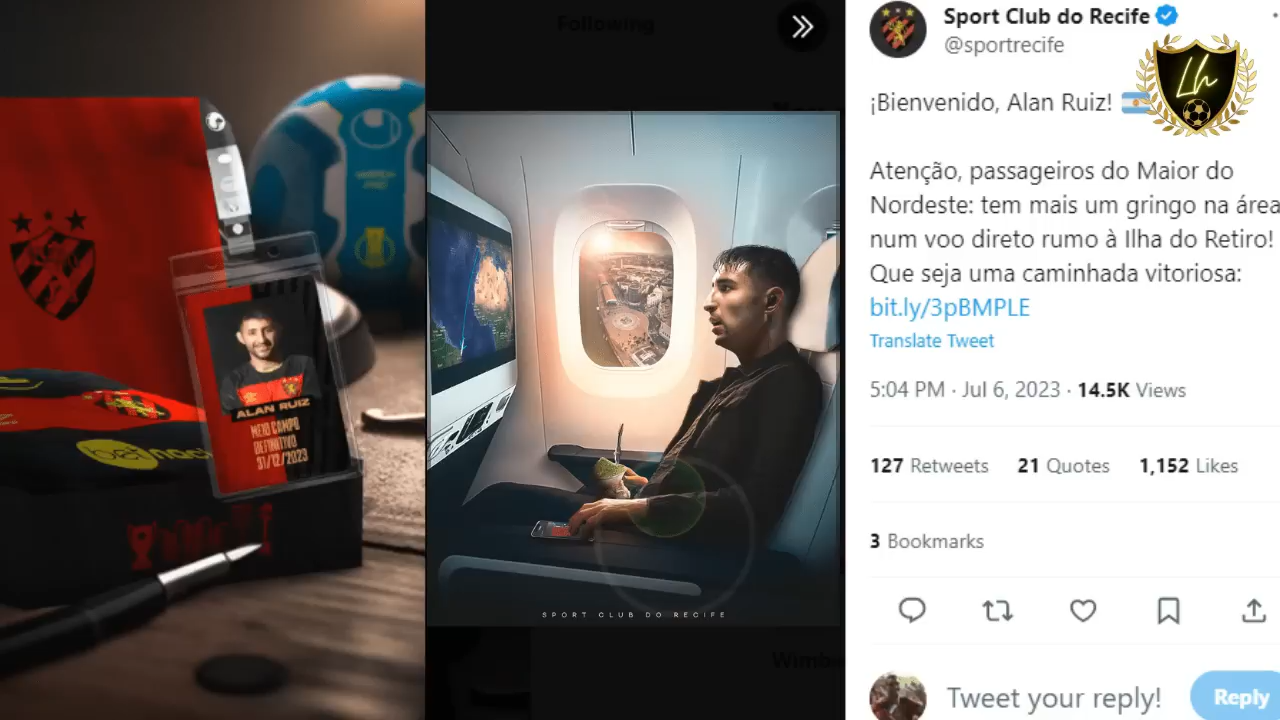 ALAN RUIZ
MEIO CAMPO
DEFINITIVO
31/12/2023
Following
SPORT CLUB DO RECIFE
Sport Club do Recife
@sportrecife
Lh
¡Bienvenido, Alan Ruiz!
Atenção, passageiros do Maior do
Nordeste: tem mais um gringo na área
num voo direto rumo à Ilha do Retiro!
Que seja uma caminhada vitoriosa:
bit.ly/3pBMPLE
Translate Tweet
5:04 PM · Jul 6, 2023 · 14.5K Views
127 Retweets 21 Quotes 1,152 Likes
3 Bookmarks
Tweet your reply!
Reply